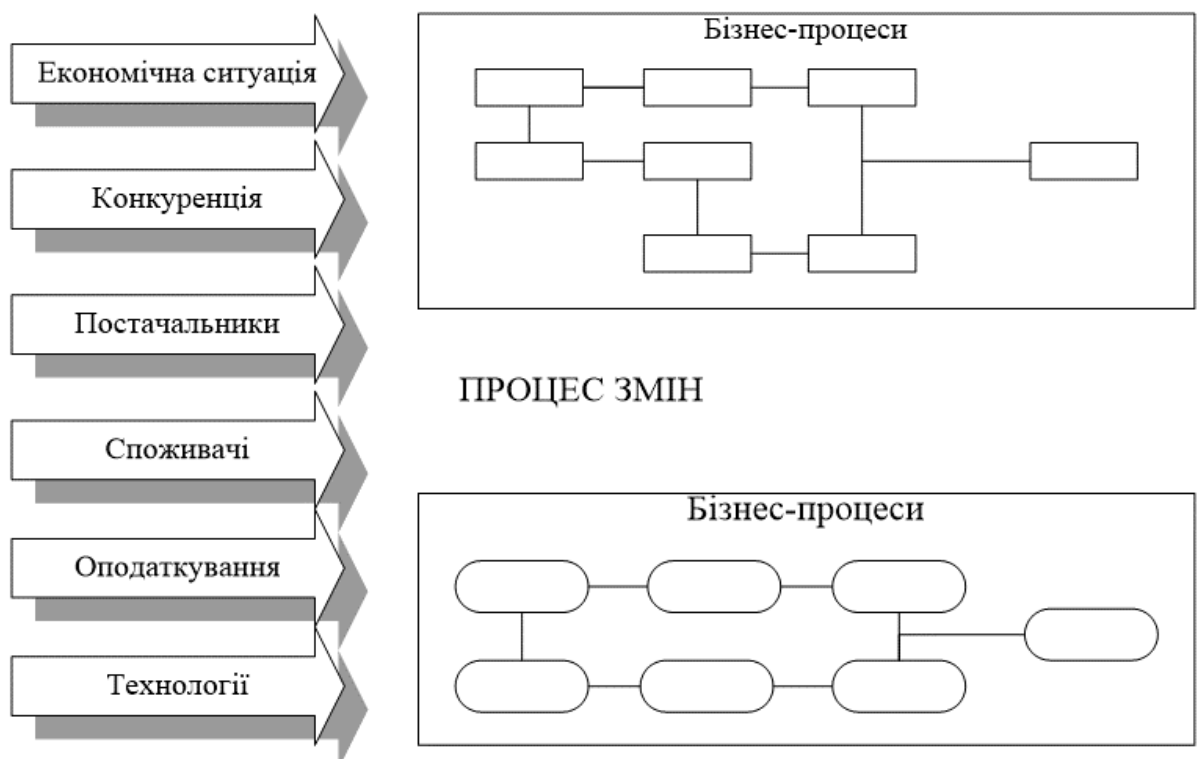 Економічна ситуація
Конкуренція
Постачальники
Споживачі
Оподаткування
Технології
Бізнес-процеси
ПРОЦЕС ЗМІН
Бізнес-процеси